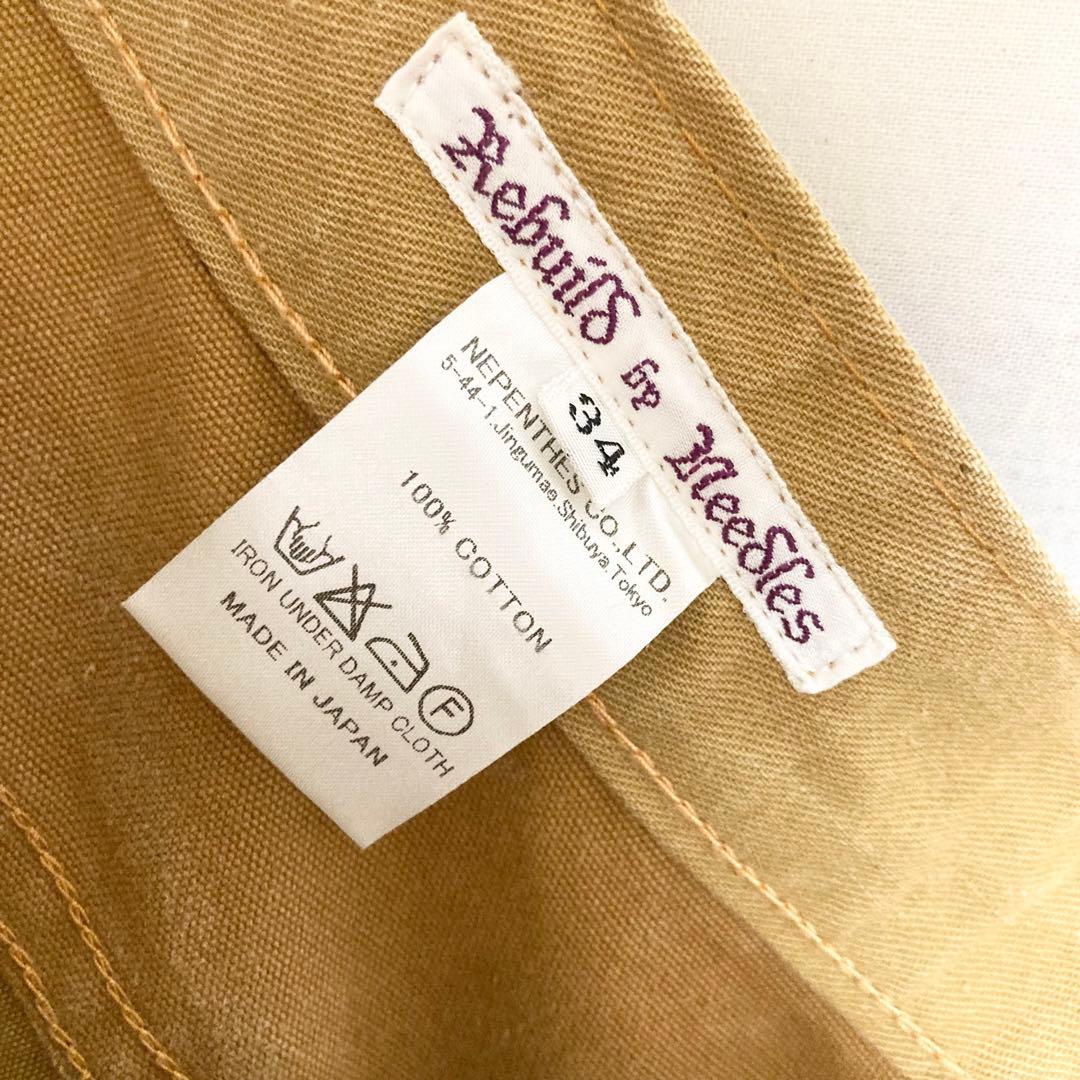 Rebuild by Needles
34
NEPENTHES CO.,LTD.
5-44-1,Jingumae,Shibuya,Tokyo
100% COTTON
F
IRON UNDER DAMP CLOTH
MADE IN JAPAN